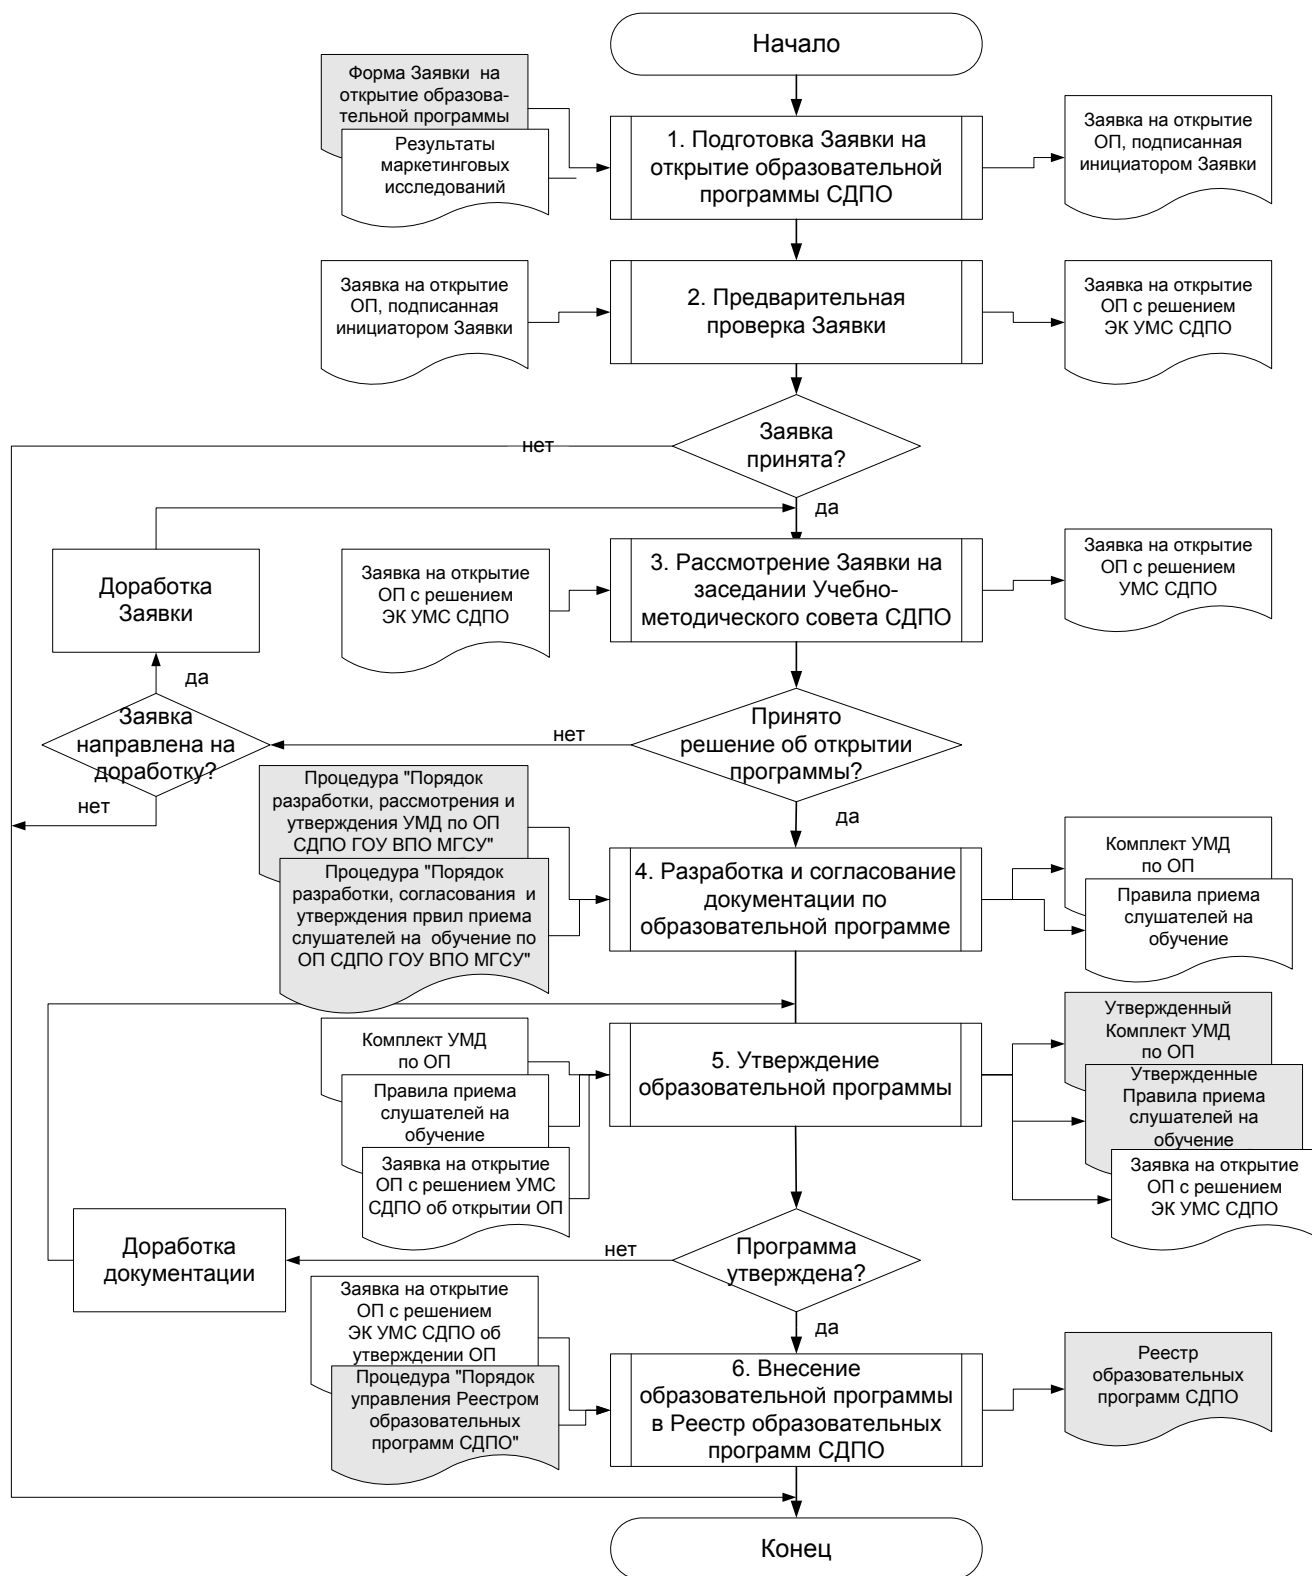 Начало
Форма Заявки на
открытие образова-
тельной программы
Результаты
маркетинговых
исследований
1. Подготовка Заявки на
открытие образовательной
программы СДПО
Заявка на открытие
ОП, подписанная
инициатором Заявки
Заявка на открытие
ОП, подписанная
инициатором Заявки
2. Предварительная
проверка Заявки
Заявка на открытие
ОП с решением
ЭК УМС СДПО
Заявка
принята?
нет
да
Доработка
Заявки
Заявка на открытие
ОП с решением
ЭК УМС СДПО
3. Рассмотрение Заявки на
заседании Учебно-
методического совета СДПО
Заявка на открытие
ОП с решением
УМС СДПО
да
Заявка
направлена на
доработку?
нет
нет
Принято
решение об открытии
программы?
да
Процедура "Порядок
разработки, рассмотрения и
утверждения УМД по ОП
СДПО ГОУ ВПО МГСУ"
Процедура "Порядок
разработки, согласования и
утверждения првил приема
слушателей на обучение по
ОП СДПО ГОУ ВПО МГСУ"
4. Разработка и согласование
документации по
образовательной программе
Комплект УМД
по ОП
Правила приема
слушателей на
обучение
Комплект УМД
по ОП
Правила приема
слушателей на
обучение
Заявка на открытие
ОП с решением УМС
СДПО об открытии ОП
5. Утверждение
образовательной программы
Утвержденный
Комплект УМД
по ОП
Утвержденные
Правила приема
слушателей на
обучение
Заявка на открытие
ОП с решением
ЭК УМС СДПО
Доработка
документации
нет
Программа
утверждена?
да
Заявка на открытие
ОП с решением
ЭК УМС СДПО об
утверждении ОП
Процедура "Порядок
управления Реестром
образовательных
программ СДПО"
6. Внесение
образовательной программы
в Реестр образовательных
программ СДПО
Реестр
образовательных
программ СДПО
Конец